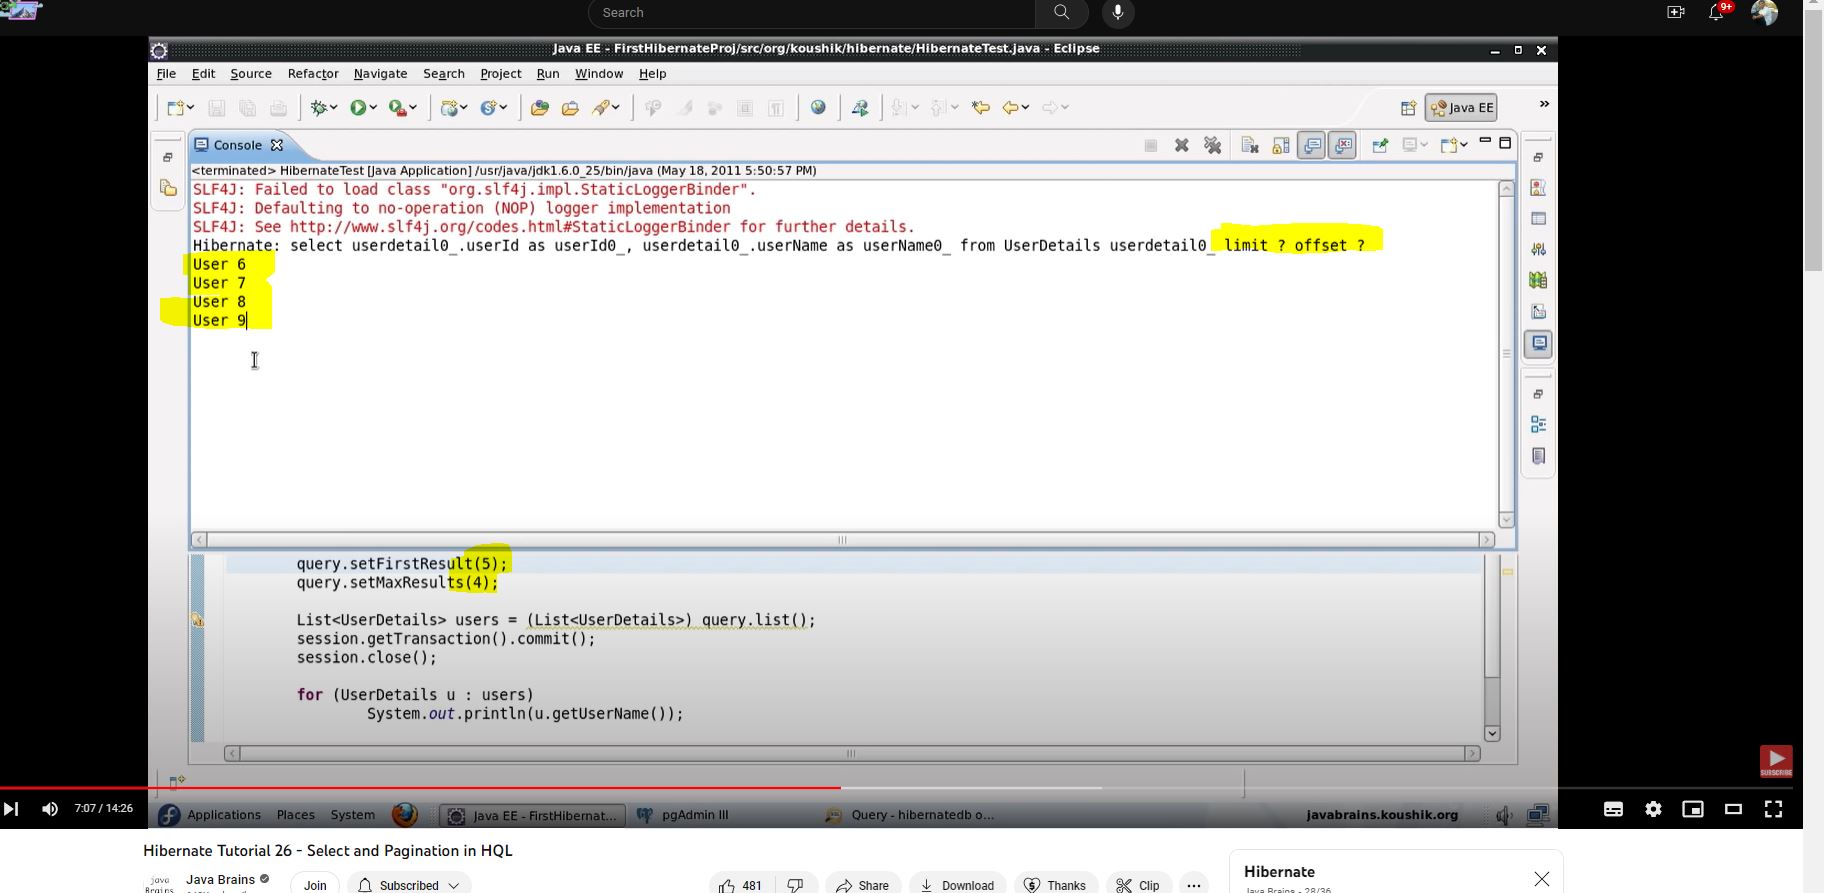 Search
9+
Java EE - FirstHibernateProj/src/org/koushik/hibernate/HibernateTest.java - Eclipse
File Edit Source Refactor Navigate Search Project Run Window Help
Java EE
Console
<terminated> HibernateTest [Java Application] /usr/java/jdk1.6.0_25/bin/java (May 18, 2011 5:50:57 PM)
SLF4J: Failed to load class "org.slf4j.impl.StaticLoggerBinder".
SLF4J: Defaulting to no-operation (NOP) logger implementation
SLF4J: See http://www.slf4j.org/codes.html#StaticLoggerBinder for further details.
Hibernate: select userdetail0_.userId as userId0_, userdetail0_.userName as userName0_ from UserDetails userdetail0_ limit ? offset ?
User 6
User 7
User 8
User 9
query.setFirstResult(5);
query.setMaxResults(4);
List<UserDetails> users = (List<UserDetails>) query.list();
session.getTransaction().commit();
session.close();
for (UserDetails u : users)
System.out.println(u.getUserName());
SUBSCRIBE
7:07 / 14:26
Applications Places System Java EE - FirstHibernat... pgAdmin III Query - hibernatedb o... javabrains.koushik.org
Hibernate Tutorial 26 - Select and Pagination in HQL
java
Brains
Java Brains
Join
Subscribed
481
Share
Download
Thanks
Clip
Hibernate
Java Brains - 28/36